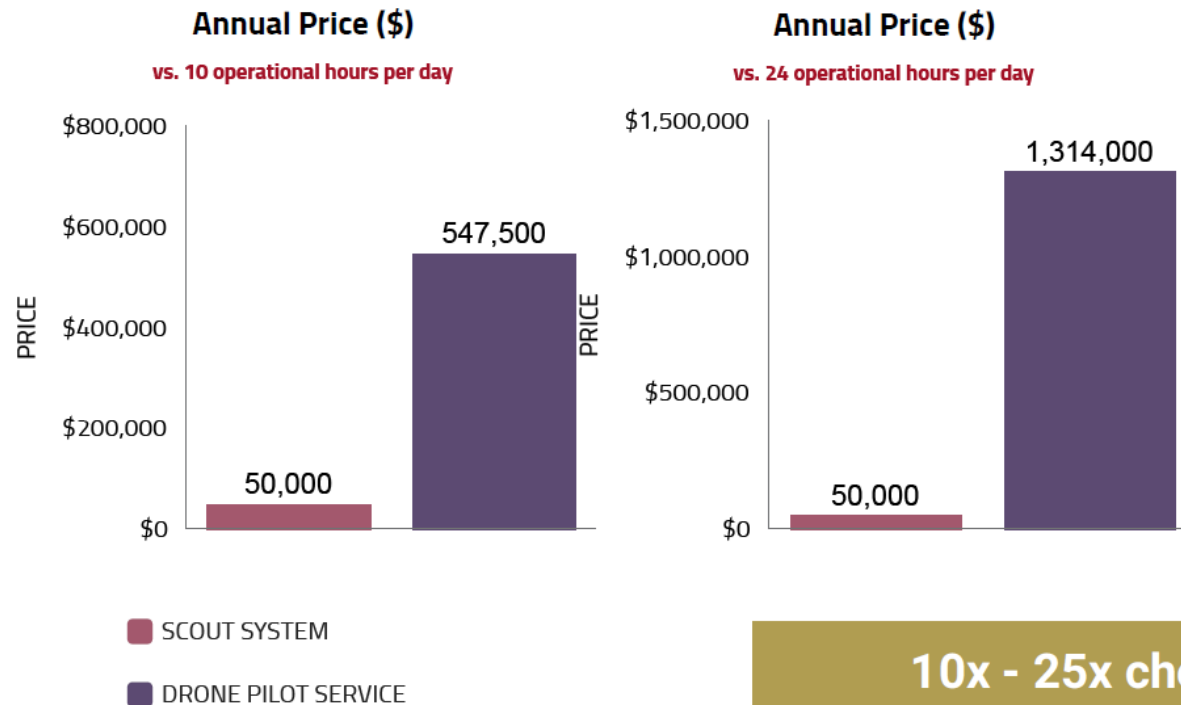 Annual Price ($)
vs. 10 operational hours per day
$800,000
$600,000
$400,000
$200,000
$0
PRICE
50,000
547,500
Annual Price ($)
vs. 24 operational hours per day
$1,500,000
$1,000,000
$500,000
$0
PRICE
50,000
1,314,000
SCOUT SYSTEM
DRONE PILOT SERVICE
10x - 25x